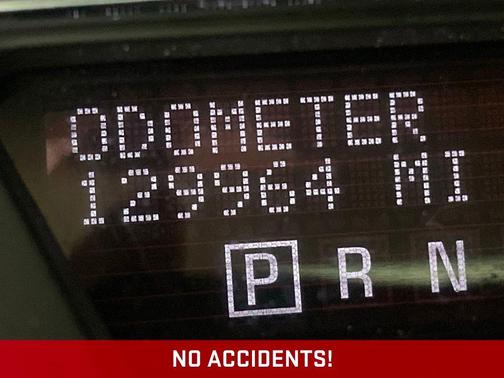 ODOMETER
129964 MI
P R N
NO ACCIDENTS!